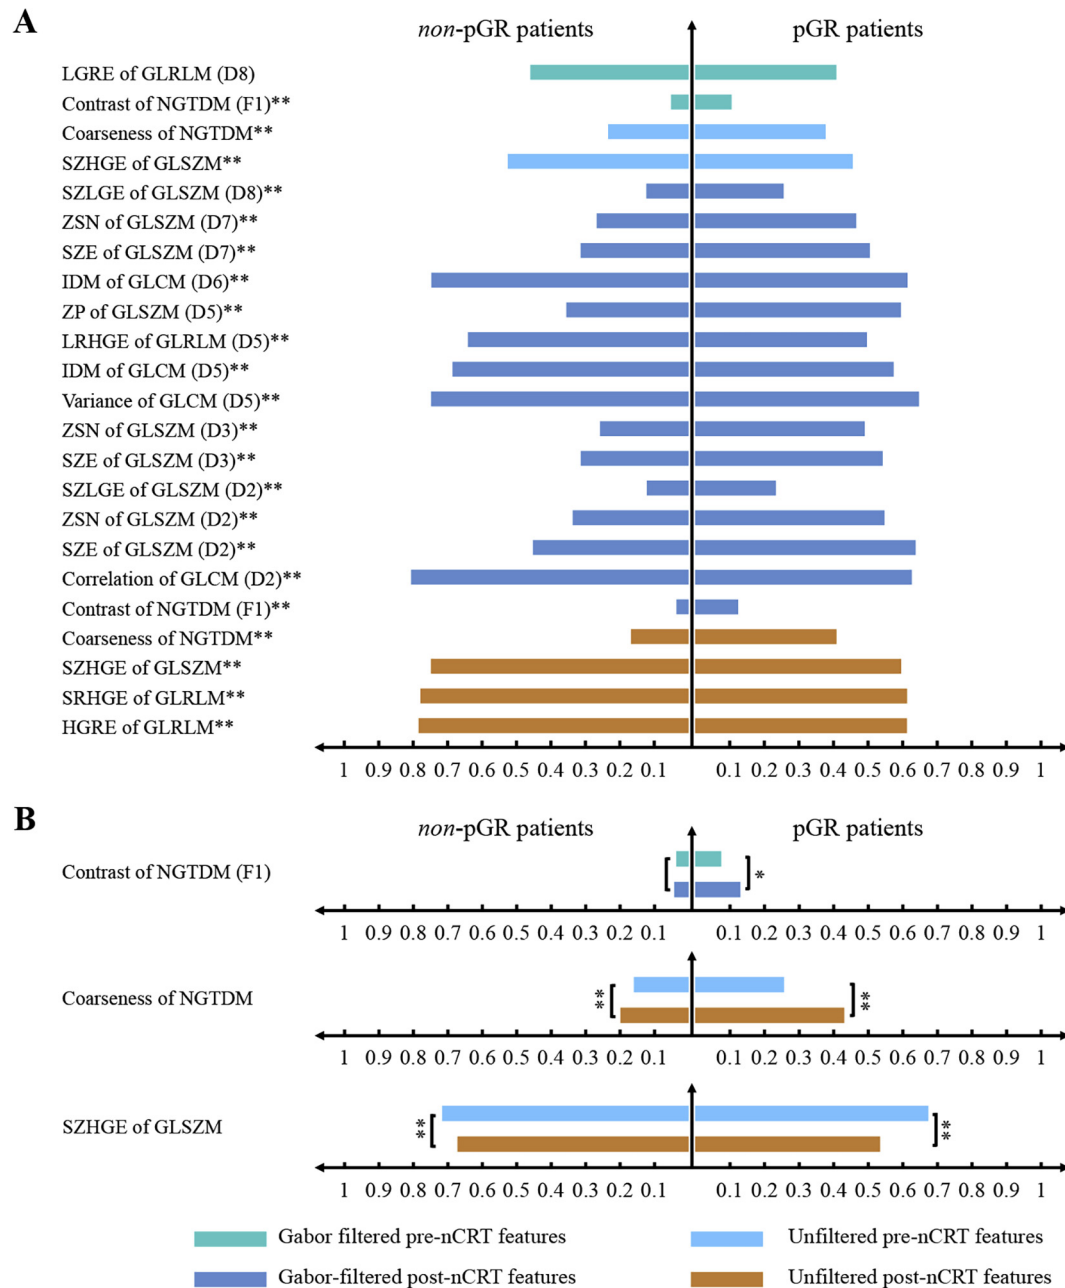 A
non-pGR patients pGR patients
LGRE of GLRLM (D8)
Contrast of NGTDM (F1)**
Coarseness of NGTDM**
SZHGE of GLSZM**
SZLGE of GLSZM (D8)**
ZSN of GLSZM (D7)**
SZE of GLSZM (D7)**
IDM of GLCM (D6)**
ZP of GLSZM (D5)**
LRHGE of GLRLM (D5)**
IDM of GLCM (D5)**
Variance of GLCM (D5)**
ZSN of GLSZM (D3)**
SZE of GLSZM (D3)**
SZLGE of GLSZM (D2)**
ZSN of GLSZM (D2)**
SZE of GLSZM (D2)**
Correlation of GLCM (D2)**
Contrast of NGTDM (F1)**
Coarseness of NGTDM**
SZHGE of GLSZM**
SRHGE of GLRLM**
HGRE of GLRLM**
1 0.9 0.8 0.7 0.6 0.5 0.4 0.3 0.2 0.1 0.1 0.2 0.3 0.4 0.5 0.6 0.7 0.8 0.9 1
B
non-pGR patients pGR patients
Contrast of NGTDM (F1) *
1 0.9 0.8 0.7 0.6 0.5 0.4 0.3 0.2 0.1 0.1 0.2 0.3 0.4 0.5 0.6 0.7 0.8 0.9 1
Coarseness of NGTDM ** **
1 0.9 0.8 0.7 0.6 0.5 0.4 0.3 0.2 0.1 0.1 0.2 0.3 0.4 0.5 0.6 0.7 0.8 0.9 1
SZHGE of GLSZM ** **
1 0.9 0.8 0.7 0.6 0.5 0.4 0.3 0.2 0.1 0.1 0.2 0.3 0.4 0.5 0.6 0.7 0.8 0.9 1
Gabor filtered pre-nCRT features Unfiltered pre-nCRT features
Gabor-filtered post-nCRT features Unfiltered post-nCRT features